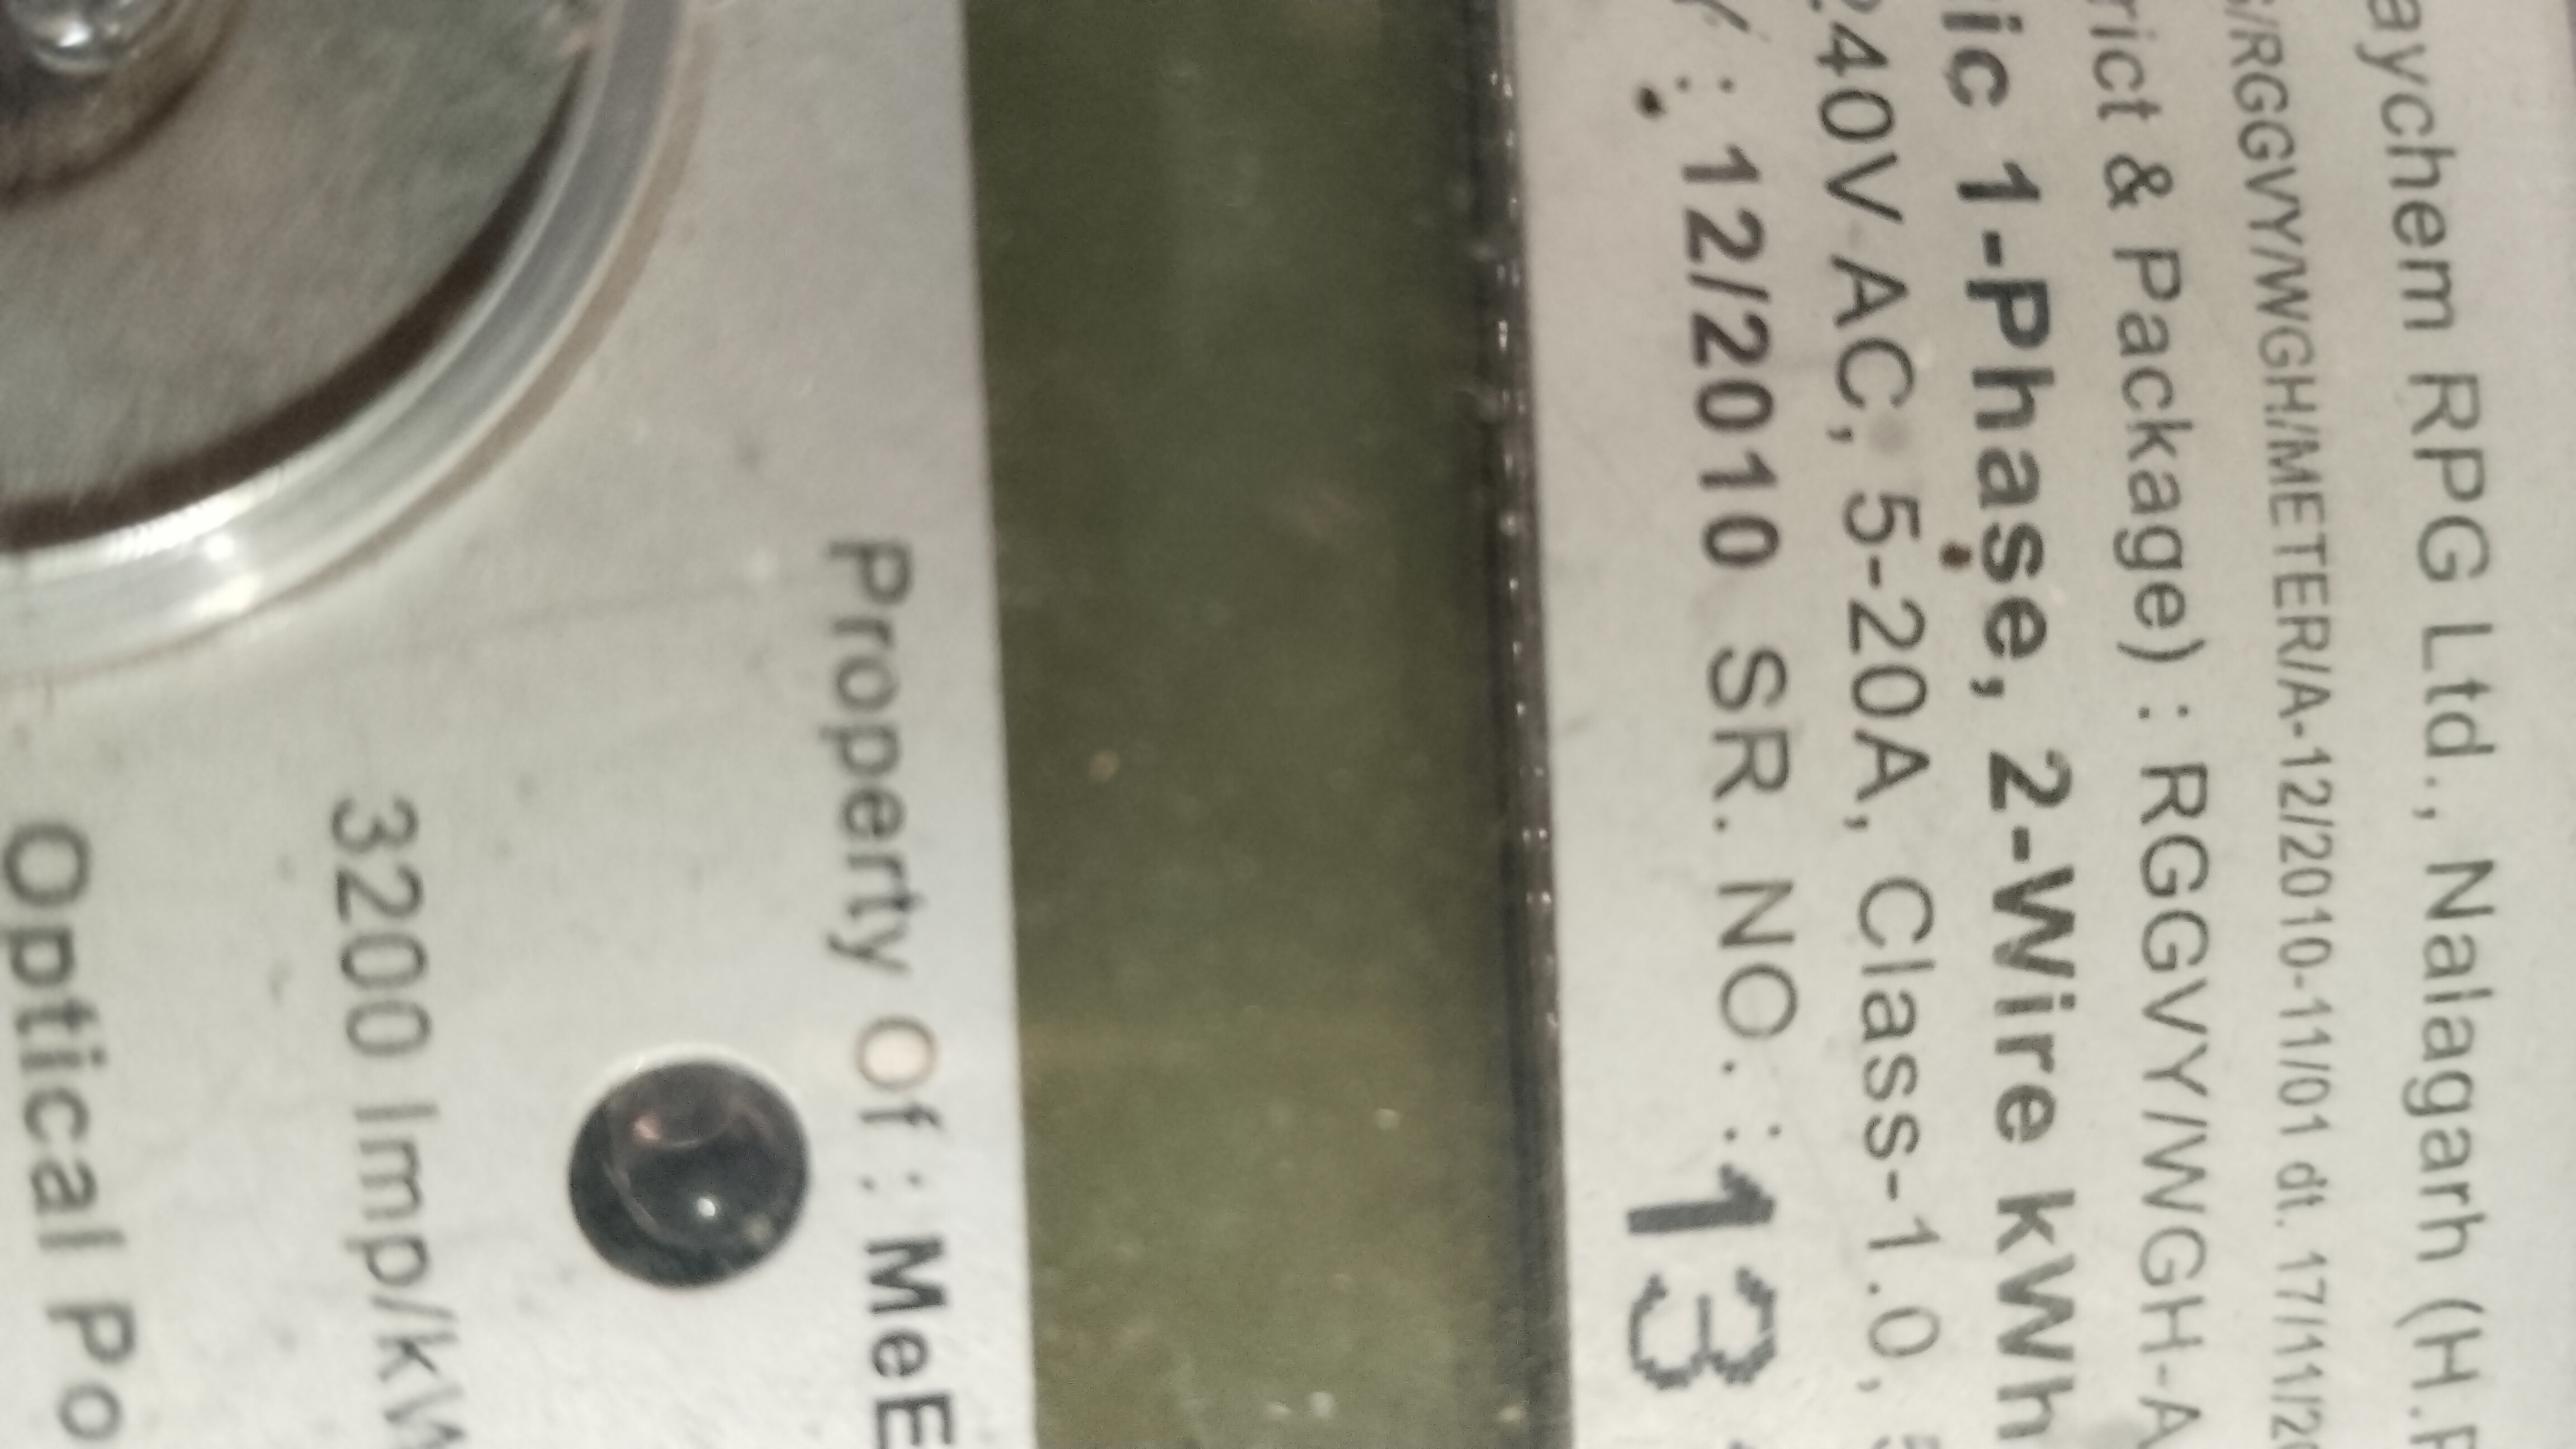 aychem RPG Ltd., Nalagarh (H.P
/RGGVY/WGH/METER/A-12/2010-11/01 dt. 17/11/20
rict & Package) : RGGVY/WGH-A
ic 1-Phase, 2-Wire kWh
240V AC, 5-20A, Class-1.0,
Y : 12/2010 SR. NO. : 13
Property Of : MeE
3200 Imp/kW
Optical Po